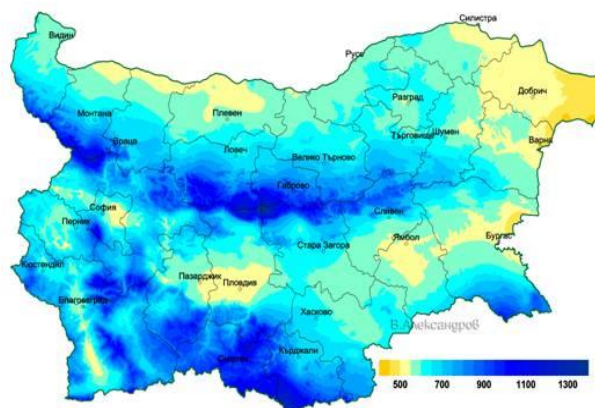 Силистра
Видин
Русе
Добрич
Разград
Монтана
Плевен
Търговище
Шумен
Варна
Враца
Ловеч
Велико Търново
Габрово
София
Сливен
Перник
Бургас
Ямбол
Стара Загора
Кюстендил
Пазарджик
Пловдив
Благоевград
Хасково
В.Александров
Смолян
Кърджали
500 700 900 1100 1300